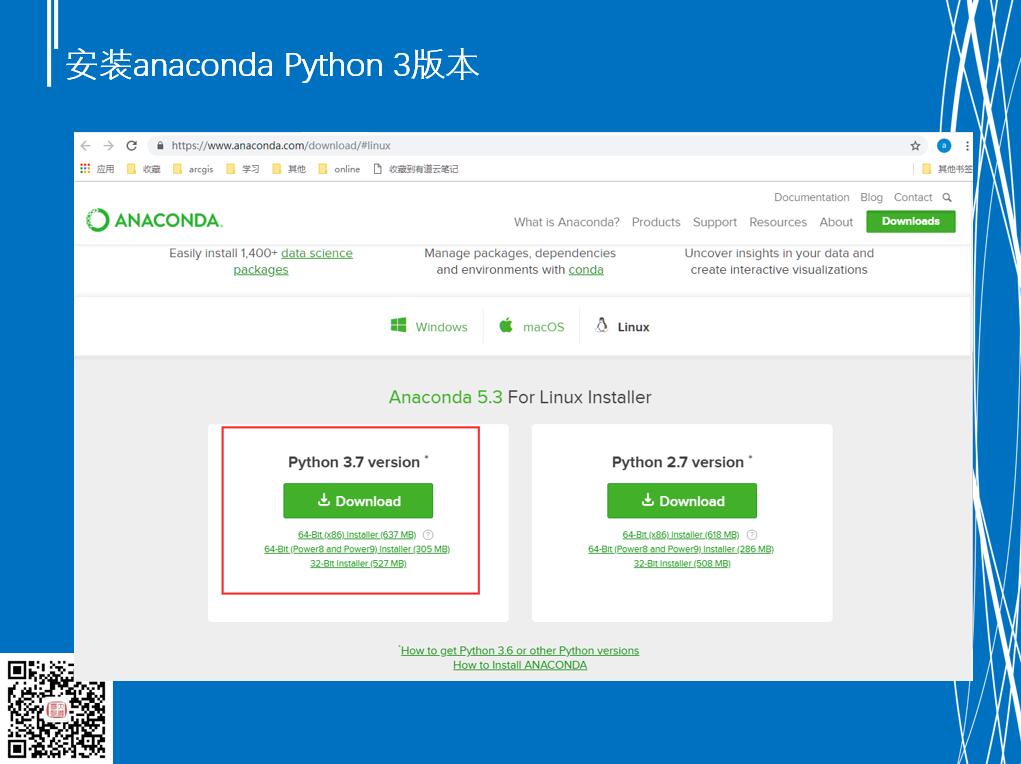 安装anaconda Python 3版本
https://www.anaconda.com/download/#linux
a
应用 收藏 arcgis 学习 其他 online 收藏到有道云笔记 其他书签
Documentation Blog Contact
ANACONDA.
What is Anaconda? Products Support Resources About Downloads
Easily install 1,400+ data science
packages
Manage packages, dependencies
and environments with conda
Uncover insights in your data and
create interactive visualizations
Windows macOS Linux
Anaconda 5.3 For Linux Installer
Python 3.7 version *
Download
64-Bit (x86) Installer (637 MB) ?
64-Bit (Power8 and Power9) Installer (305 MB)
32-Bit Installer (527 MB)
Python 2.7 version *
Download
64-Bit (x86) Installer (618 MB) ?
64-Bit (Power8 and Power9) Installer (286 MB)
32-Bit Installer (508 MB)
*How to get Python 3.6 or other Python versions
How to Install ANACONDA